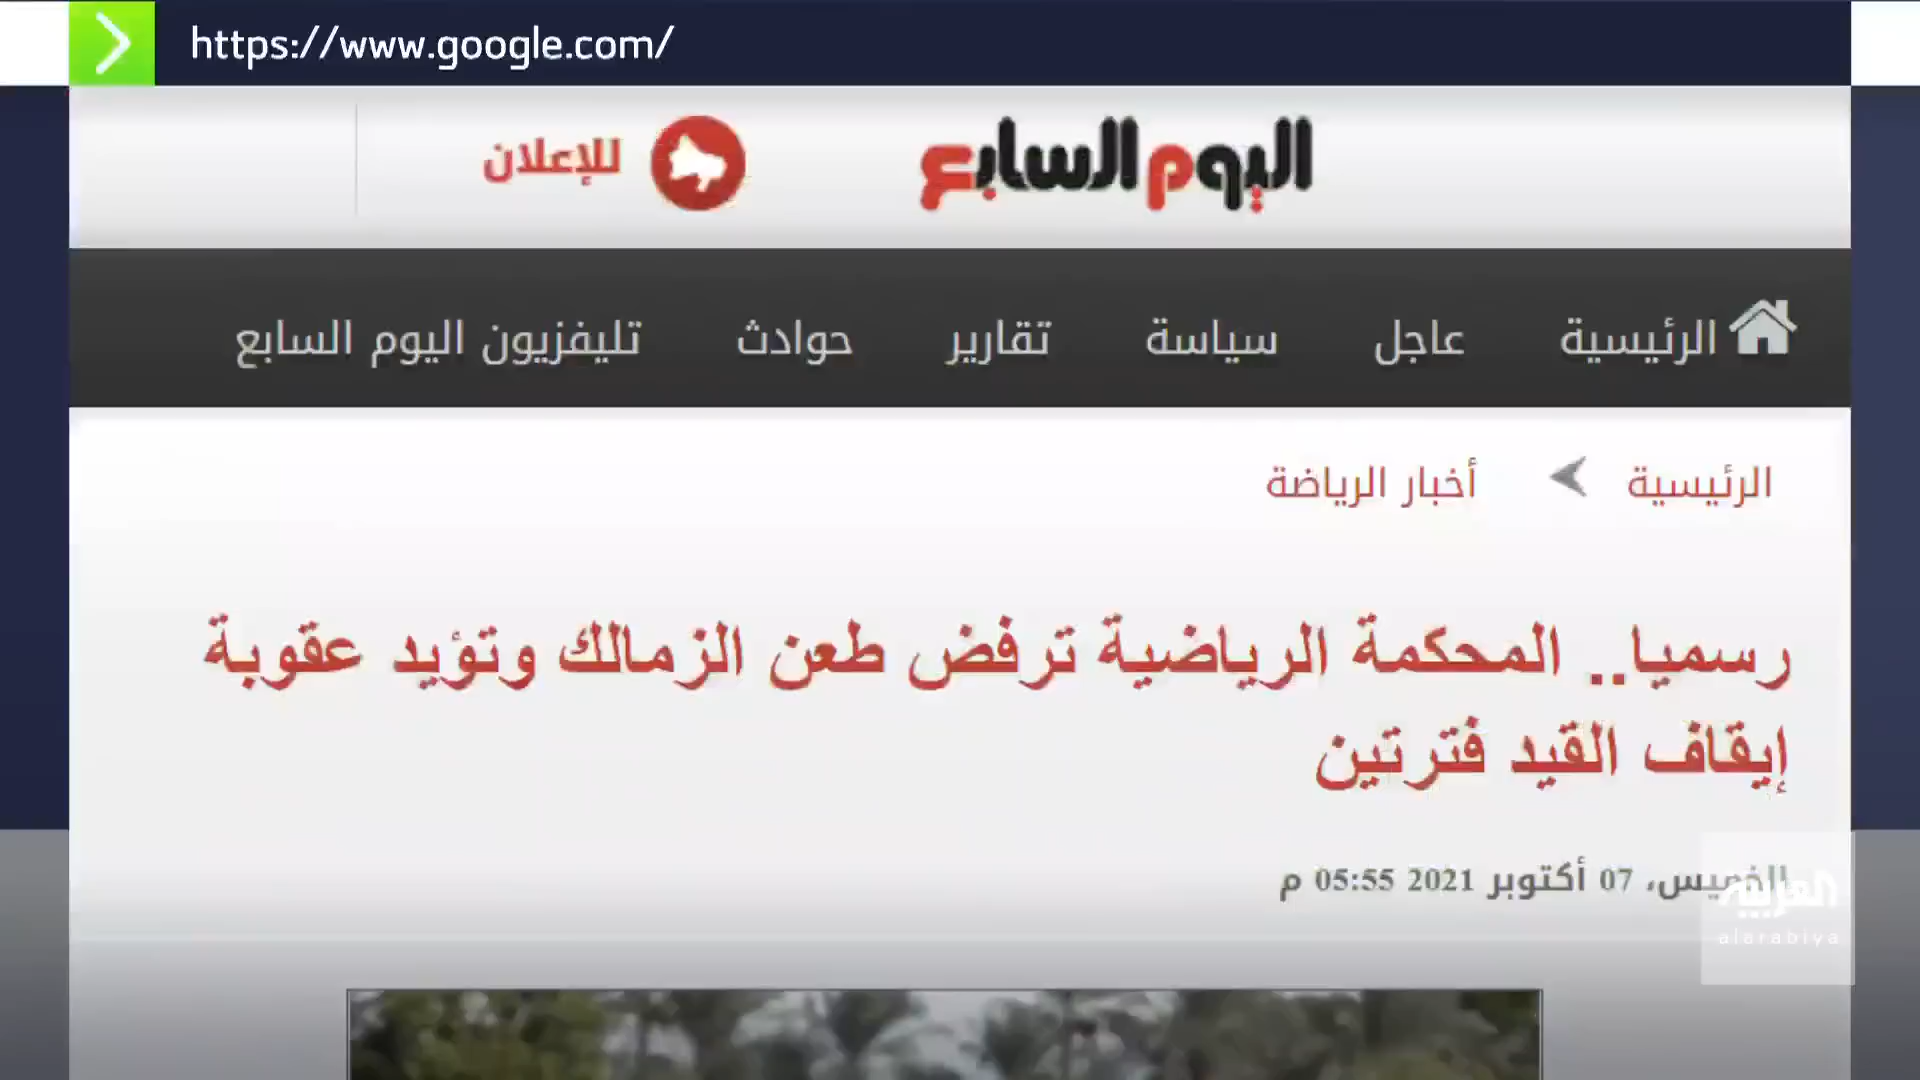 https://www.google.com/
اليوم السابع
للإعلان
الرئيسية عاجل سياسة تقارير حوادث تليفزيون اليوم السابع
الرئيسية أخبار الرياضة
رسميا.. المحكمة الرياضية ترفض طعن الزمالك وتؤيد عقوبة
إيقاف القيد فترتين
الخميس، 07 أكتوبر 2021 05:55 م
العربية
alarabiya